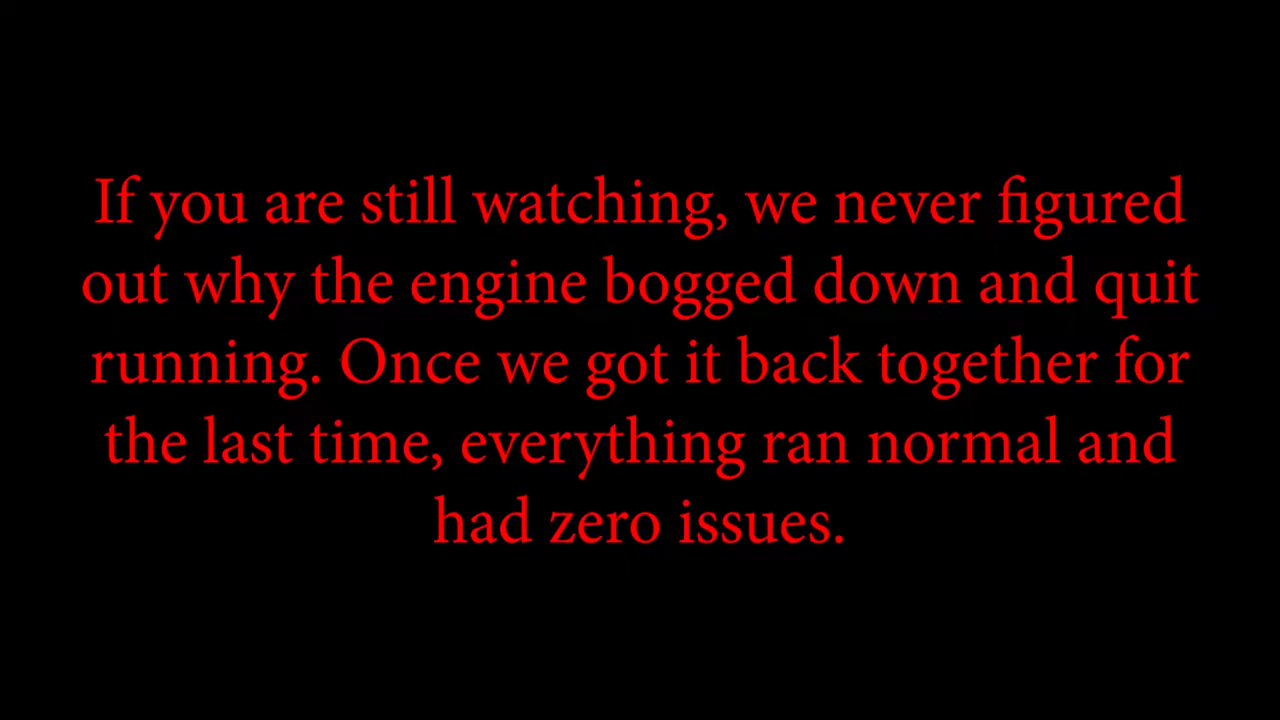 If you are still watching, we never figured
out why the engine bogged down and quit
running. Once we got it back together for
the last time, everything ran normal and
had zero issues.